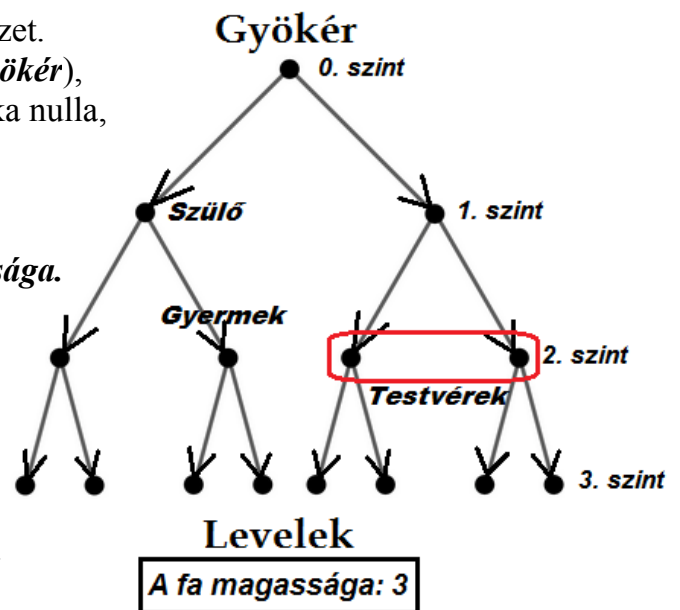 zet.
ökér),
ka nulla,
sága.
Gyökér
0. szint
Szülő
1. szint
Gyermek
2. szint
Testvérek
3. szint
Levelek
A fa magassága: 3